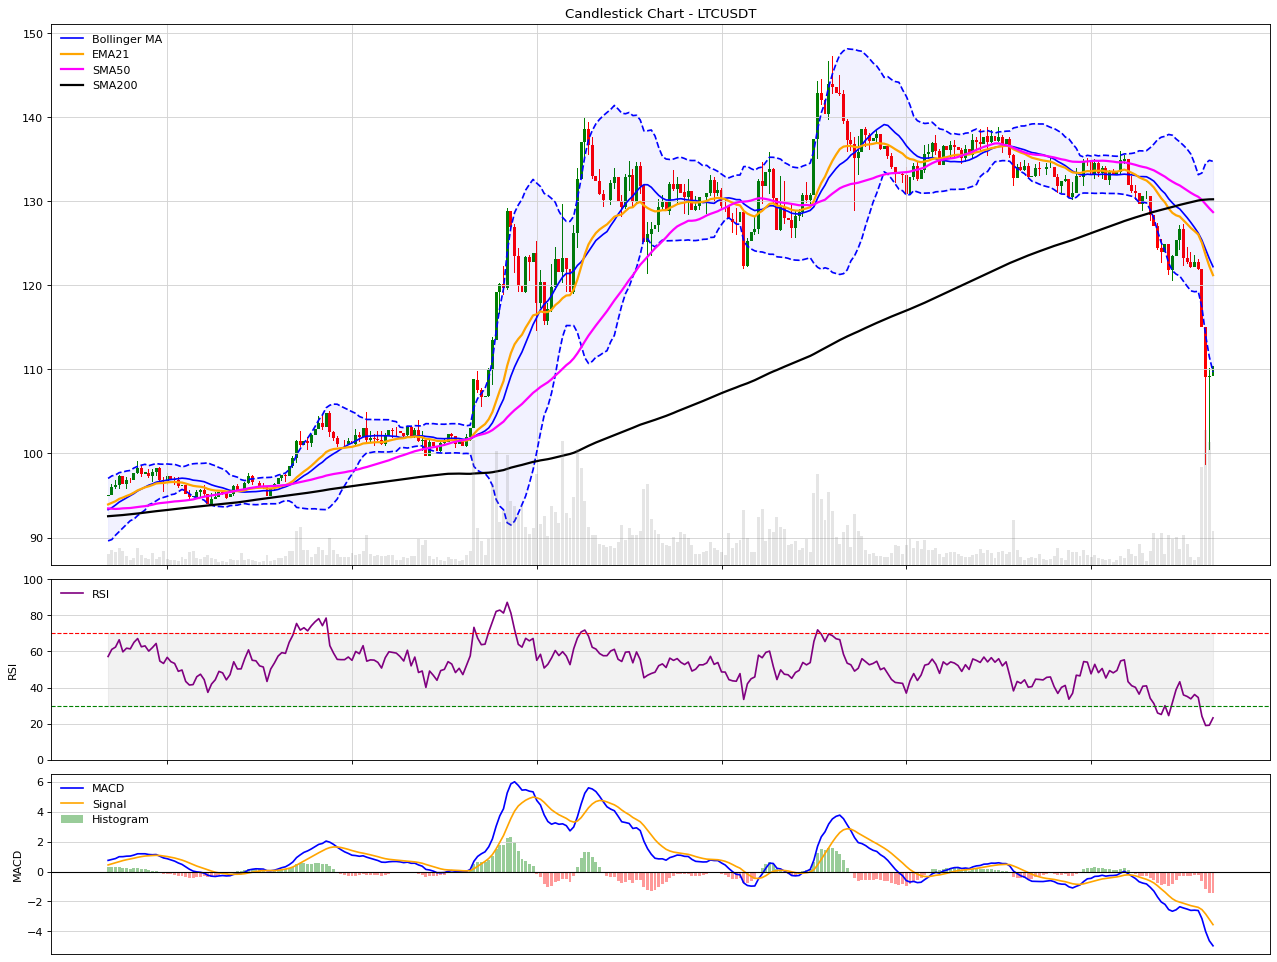 Candlestick Chart - LTCUSDT
Bollinger MA
EMA21
SMA50
SMA200
150
140
130
120
110
100
90
RSI
100
80
60
40
20
0
RSI
MACD
Signal
Histogram
6
4
2
0
−2
−4
MACD